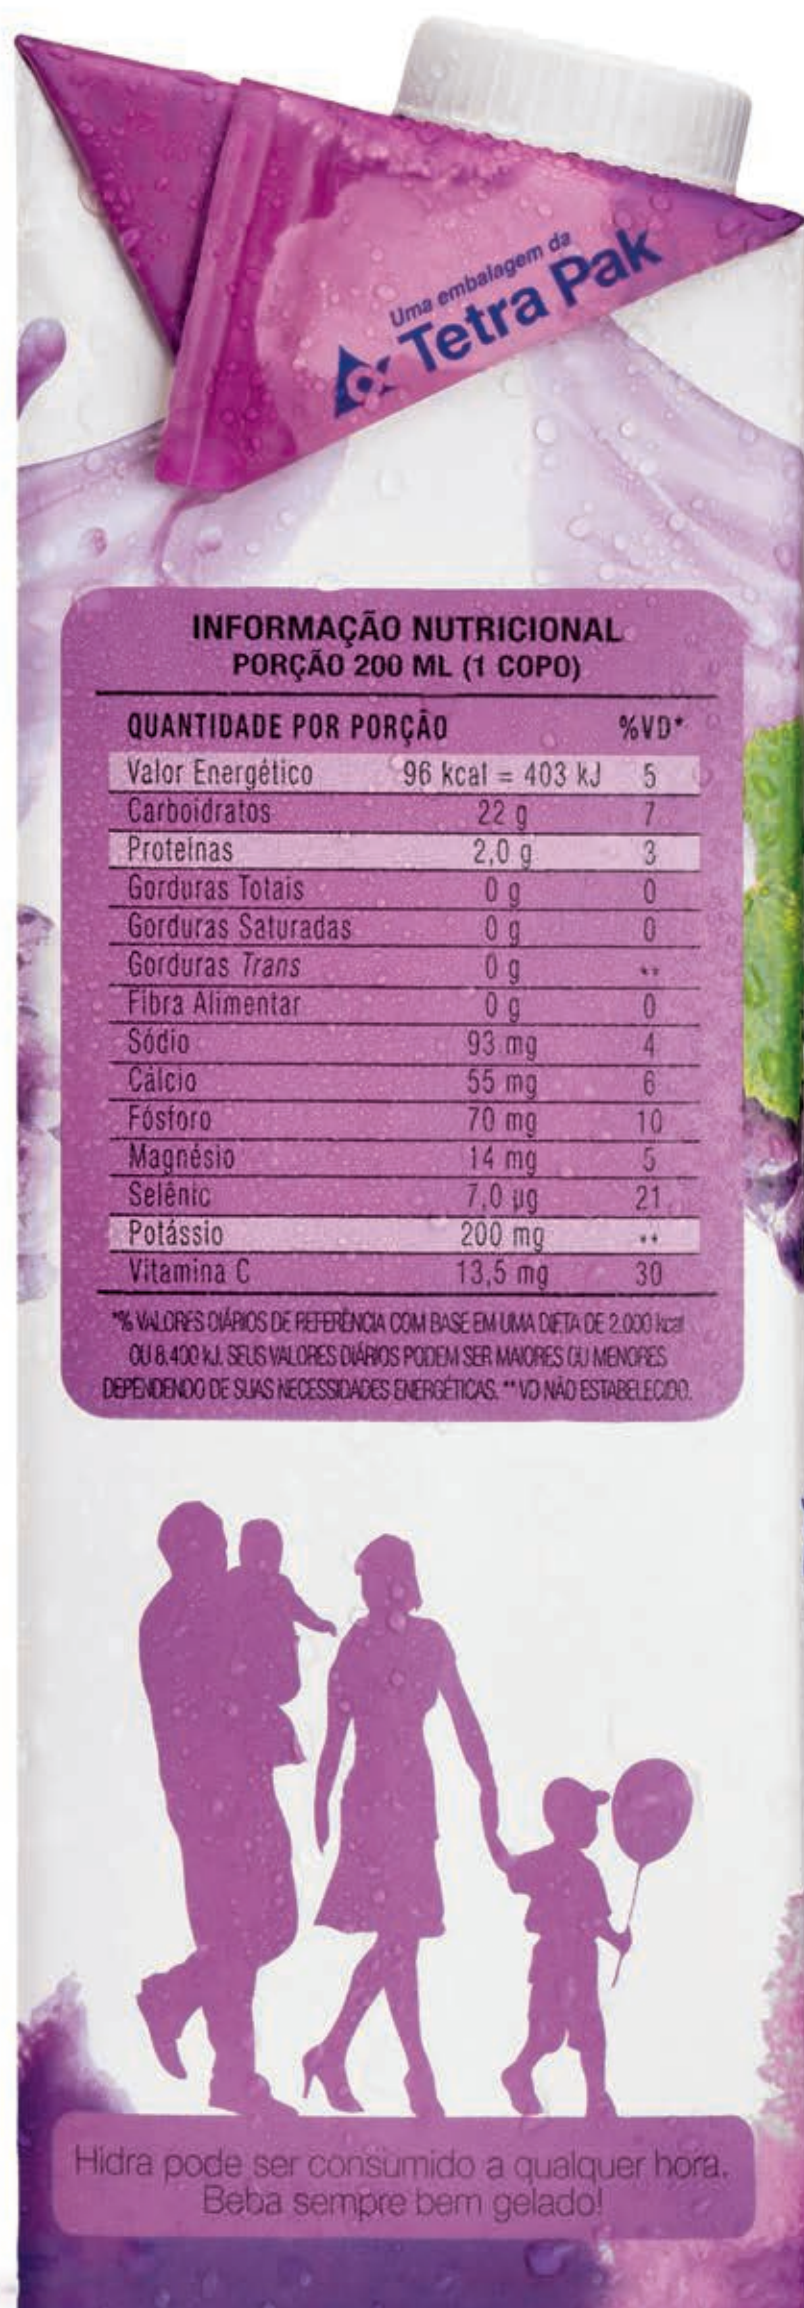 Uma embalagem da
Tetra Pak
INFORMAÇÃO NUTRICIONAL
PORÇÃO 200 ML (1 COPO)
QUANTIDADE POR PORÇÃO %VD*
Valor Energético 96 kcal = 403 kJ 5
Carboidratos 22 g 7
Proteínas 2,0 g 3
Gorduras Totais 0 g 0
Gorduras Saturadas 0 g 0
Gorduras Trans 0 g **
Fibra Alimentar 0 g 0
Sódio 93 mg 4
Cálcio 55 mg 6
Fósforo 70 mg 10
Magnésio 14 mg 5
Selênio 7,0 µg 21
Potássio 200 mg **
Vitamina C 13,5 mg 30
*% VALORES DIÁRIOS DE REFERÊNCIA COM BASE EM UMA DIETA DE 2.000 kcal
OU 8.400 kJ. SEUS VALORES DIÁRIOS PODEM SER MAIORES OU MENORES
DEPENDENDO DE SUAS NECESSIDADES ENERGÉTICAS. ** VD NÃO ESTABELECIDO.
Hidra pode ser consumido a qualquer hora.
Beba sempre bem gelado!